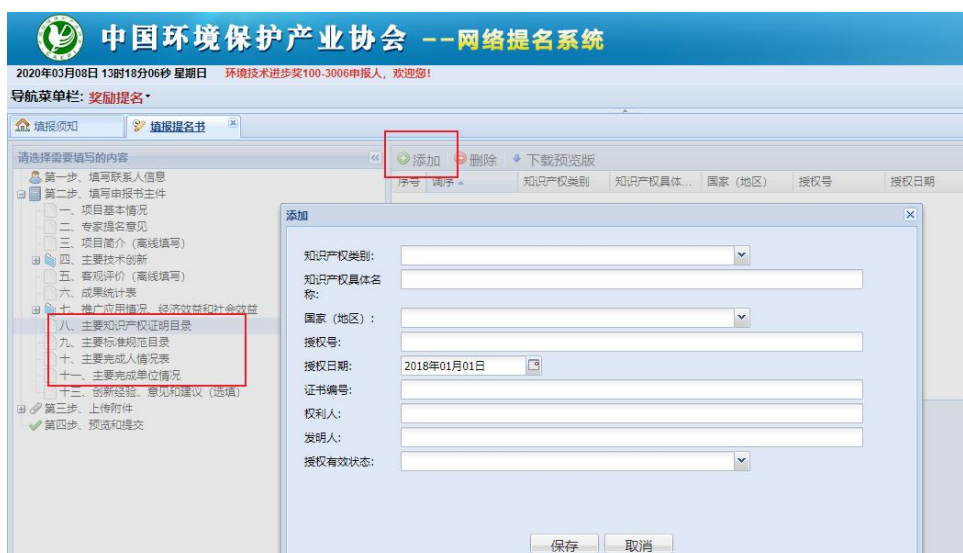 中国环境保护产业协会 --网络提名系统
2020年03月08日 13时18分06秒 星期日 环境技术进步奖100-3006申报人, 欢迎您!
导航菜单栏: 奖励提名
填报须知 填报提名书
请选择需要填写的内容
添加 删除 下载预览版
序号 调序 知识产权类别 知识产权具体... 国家（地区） 授权号 授权日期
第一步、填写联系人信息
第二步、填写申报书主件
一、项目基本情况
二、专家提名意见
三、项目简介（离线填写）
四、主要技术创新
五、客观评价（离线填写）
六、成果统计表
七、推广应用情况、经济效益和社会效益
八、主要知识产权证明目录
九、主要标准规范目录
十、主要完成人情况表
十一、主要完成单位情况
十三、创新经验、意见和建议（选填）
第三步、上传附件
第四步、预览和提交
添加
知识产权类别:
知识产权具体名
称:
国家（地区）:
授权号:
授权日期: 2018年01月01日
证书编号:
权利人:
发明人:
授权有效状态:
保存 取消